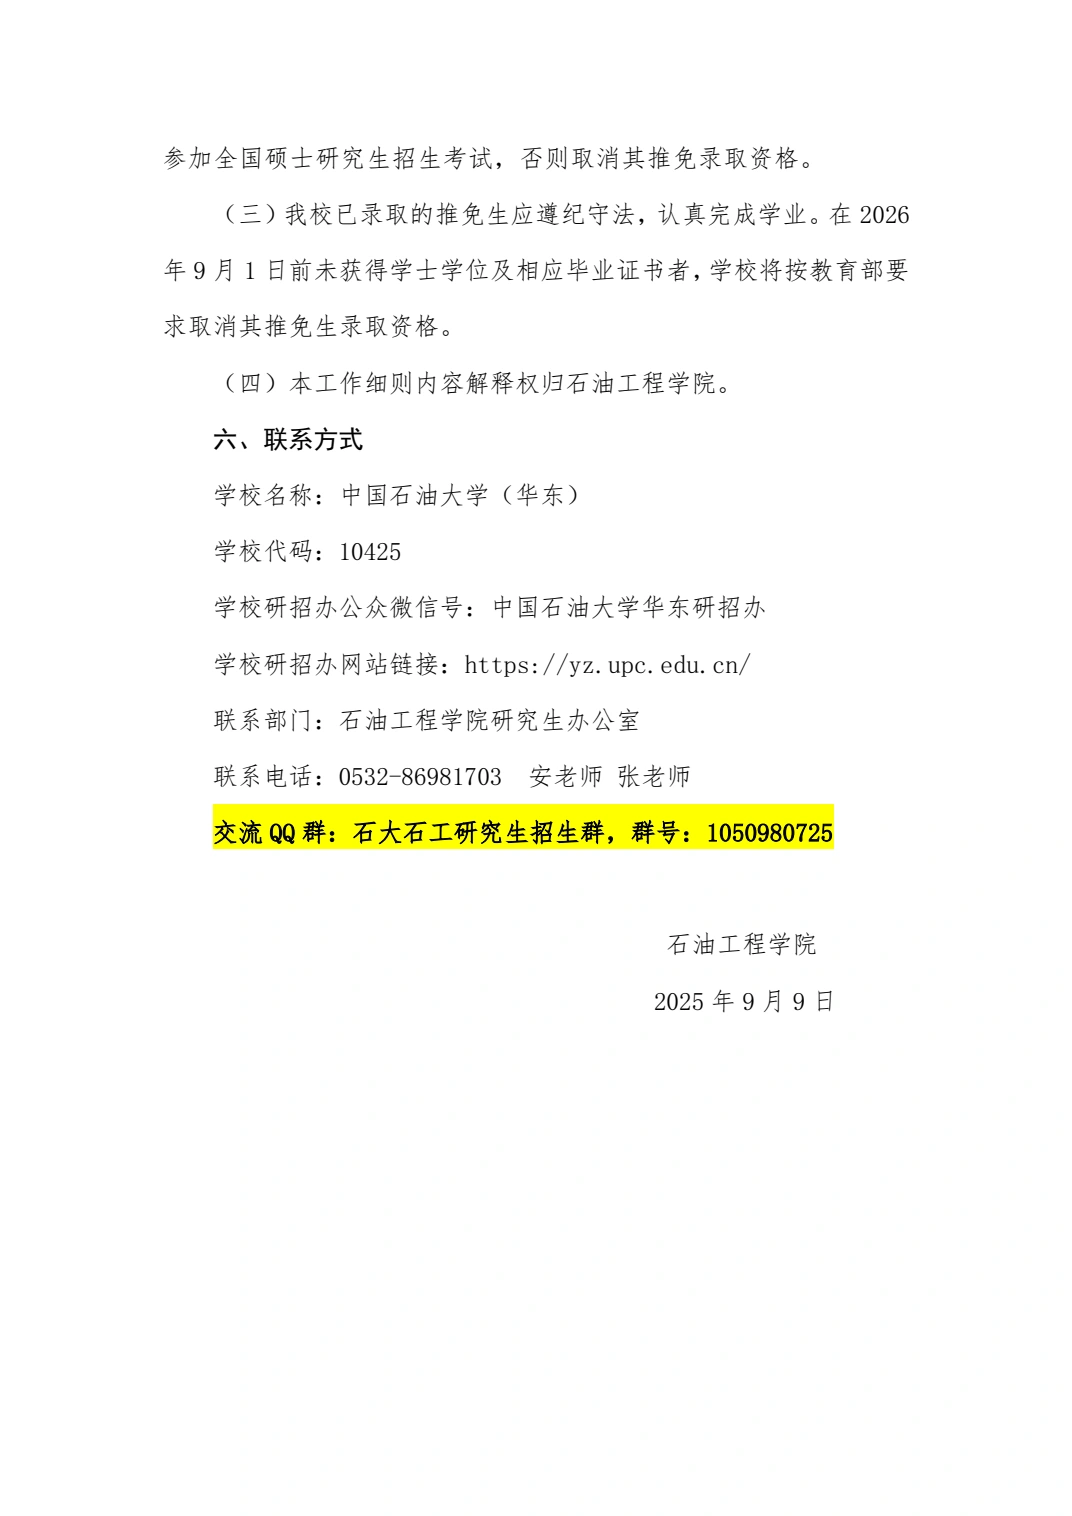 参加全国硕士研究生招生考试，否则取消其推免录取资格。
（三）我校已录取的推免生应遵纪守法，认真完成学业。在 2026
年 9 月 1 日前未获得学士学位及相应毕业证书者，学校将按教育部要
求取消其推免生录取资格。
（四）本工作细则内容解释权归石油工程学院。
六、联系方式
学校名称：中国石油大学（华东）
学校代码：10425
学校研招办公众微信号：中国石油大学华东研招办
学校研招办网站链接：https://yz.upc.edu.cn/
联系部门：石油工程学院研究生办公室
联系电话：0532-86981703 安老师 张老师
交流 QQ 群：石大石工研究生招生群，群号：1050980725
石油工程学院
2025 年 9 月 9 日